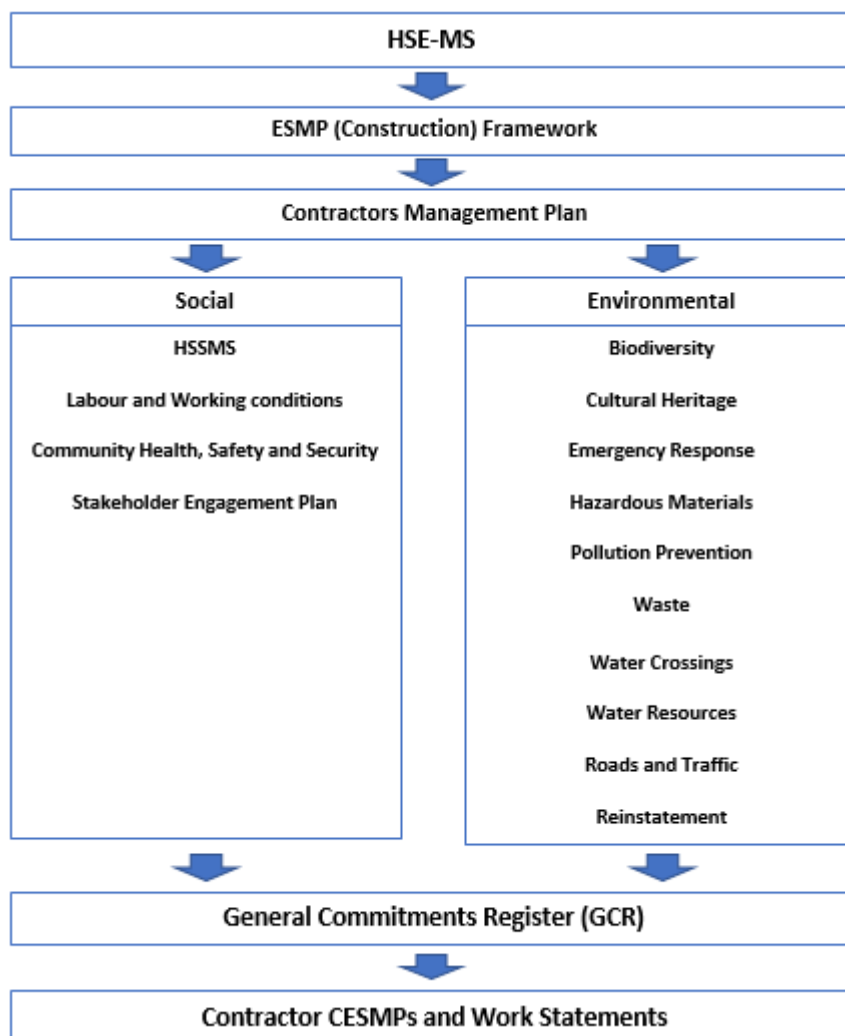 HSE-MS
ESMP (Construction) Framework
Contractors Management Plan
Social
HSSMS
Labour and Working conditions
Community Health, Safety and Security
Stakeholder Engagement Plan
Environmental
Biodiversity
Cultural Heritage
Emergency Response
Hazardous Materials
Pollution Prevention
Waste
Water Crossings
Water Resources
Roads and Traffic
Reinstatement
General Commitments Register (GCR)
Contractor CESMPs and Work Statements